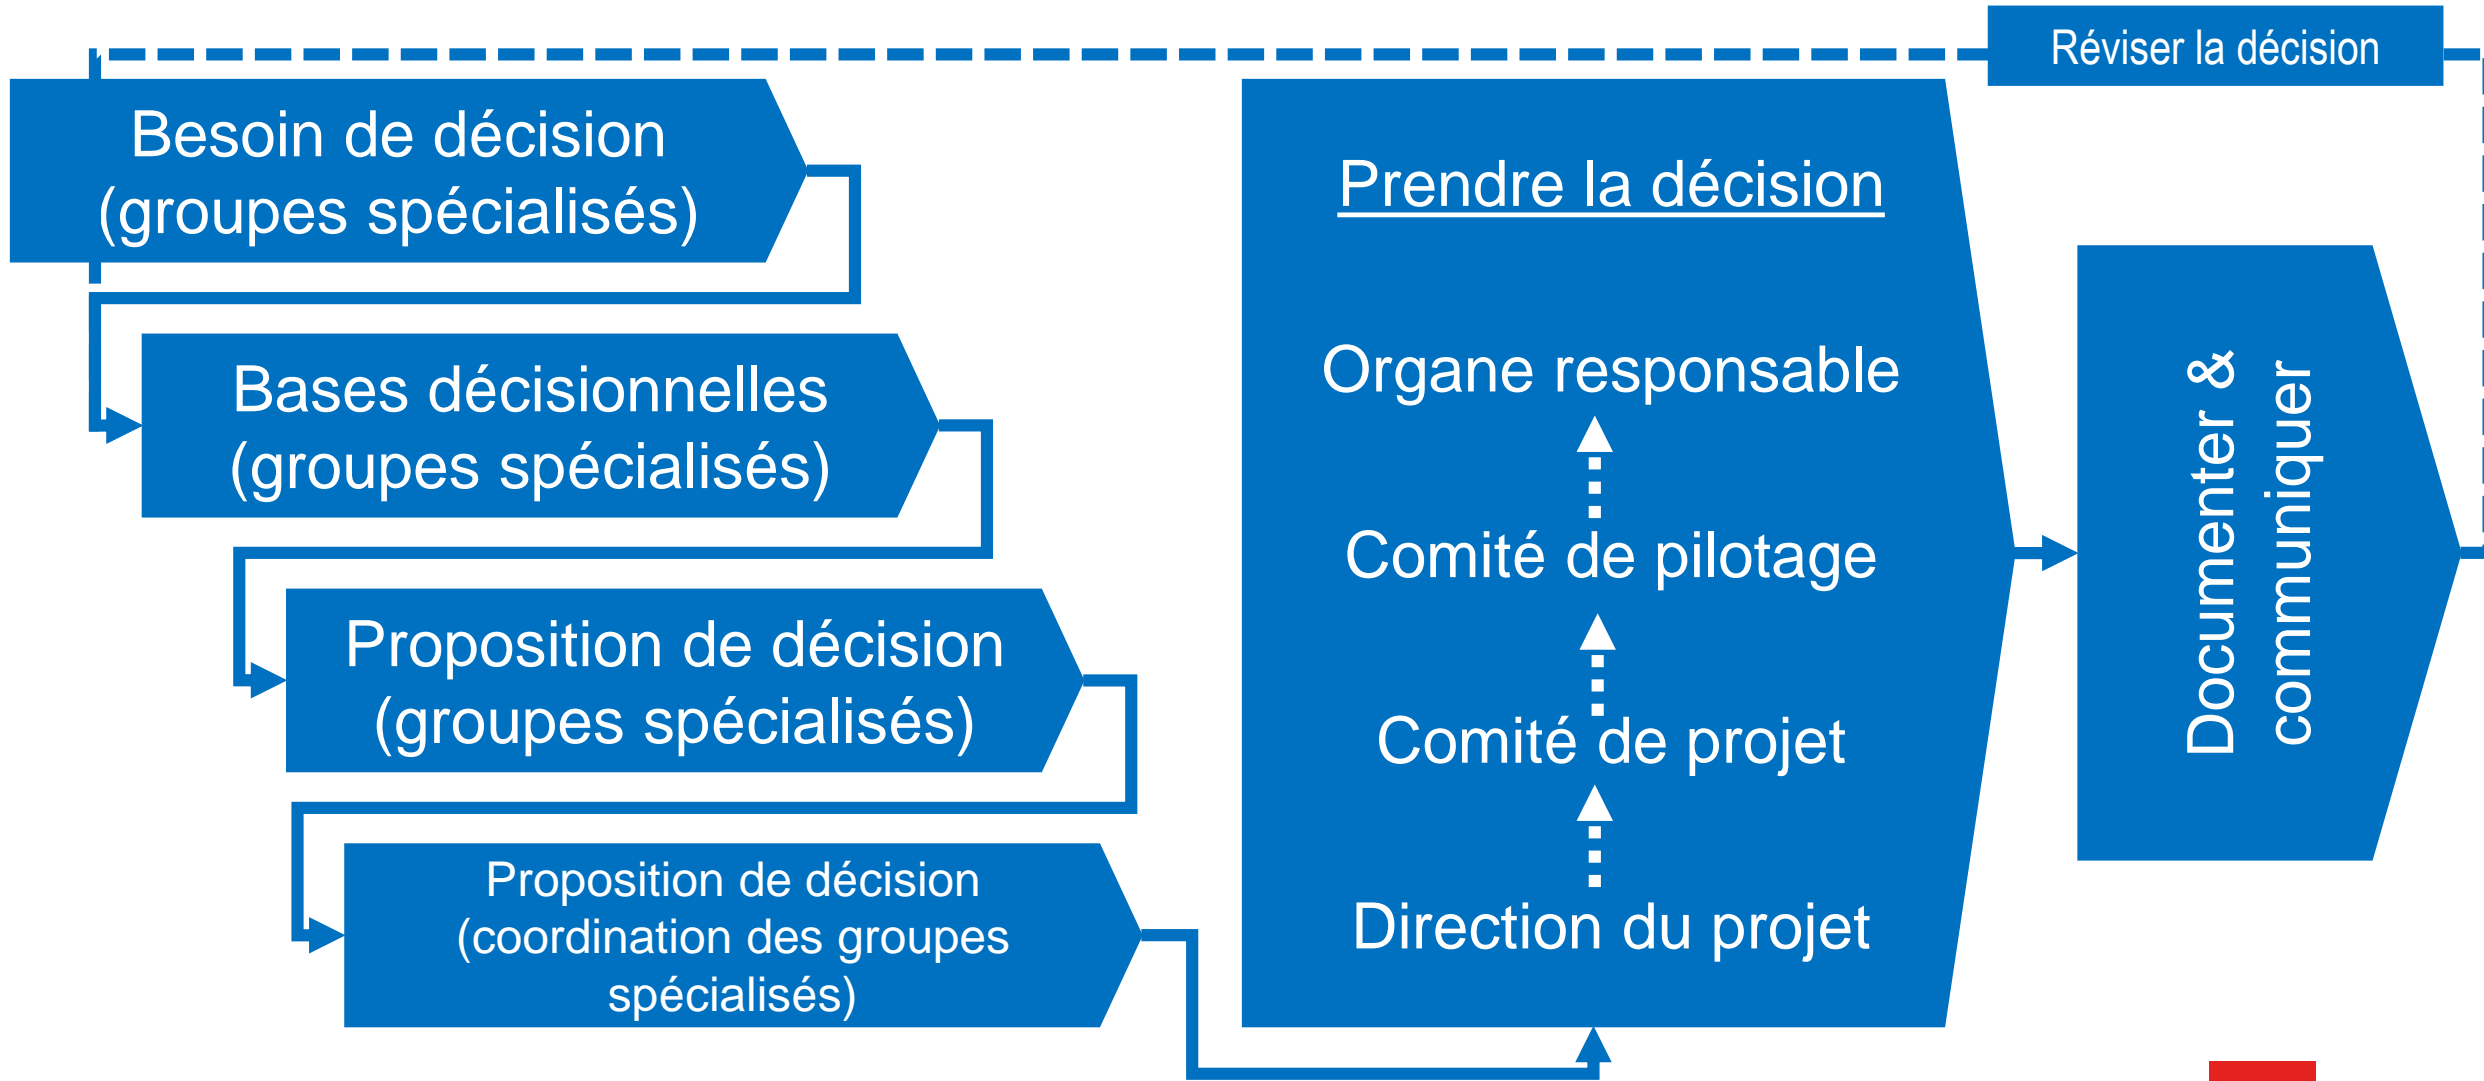 Réviser la décision
Besoin de décision
(groupes spécialisés)
Bases décisionnelles
(groupes spécialisés)
Proposition de décision
(groupes spécialisés)
Proposition de décision
(coordination des groupes
spécialisés)
Prendre la décision
Organe responsable
Comité de pilotage
Comité de projet
Direction du projet
Documenter &
communiquer